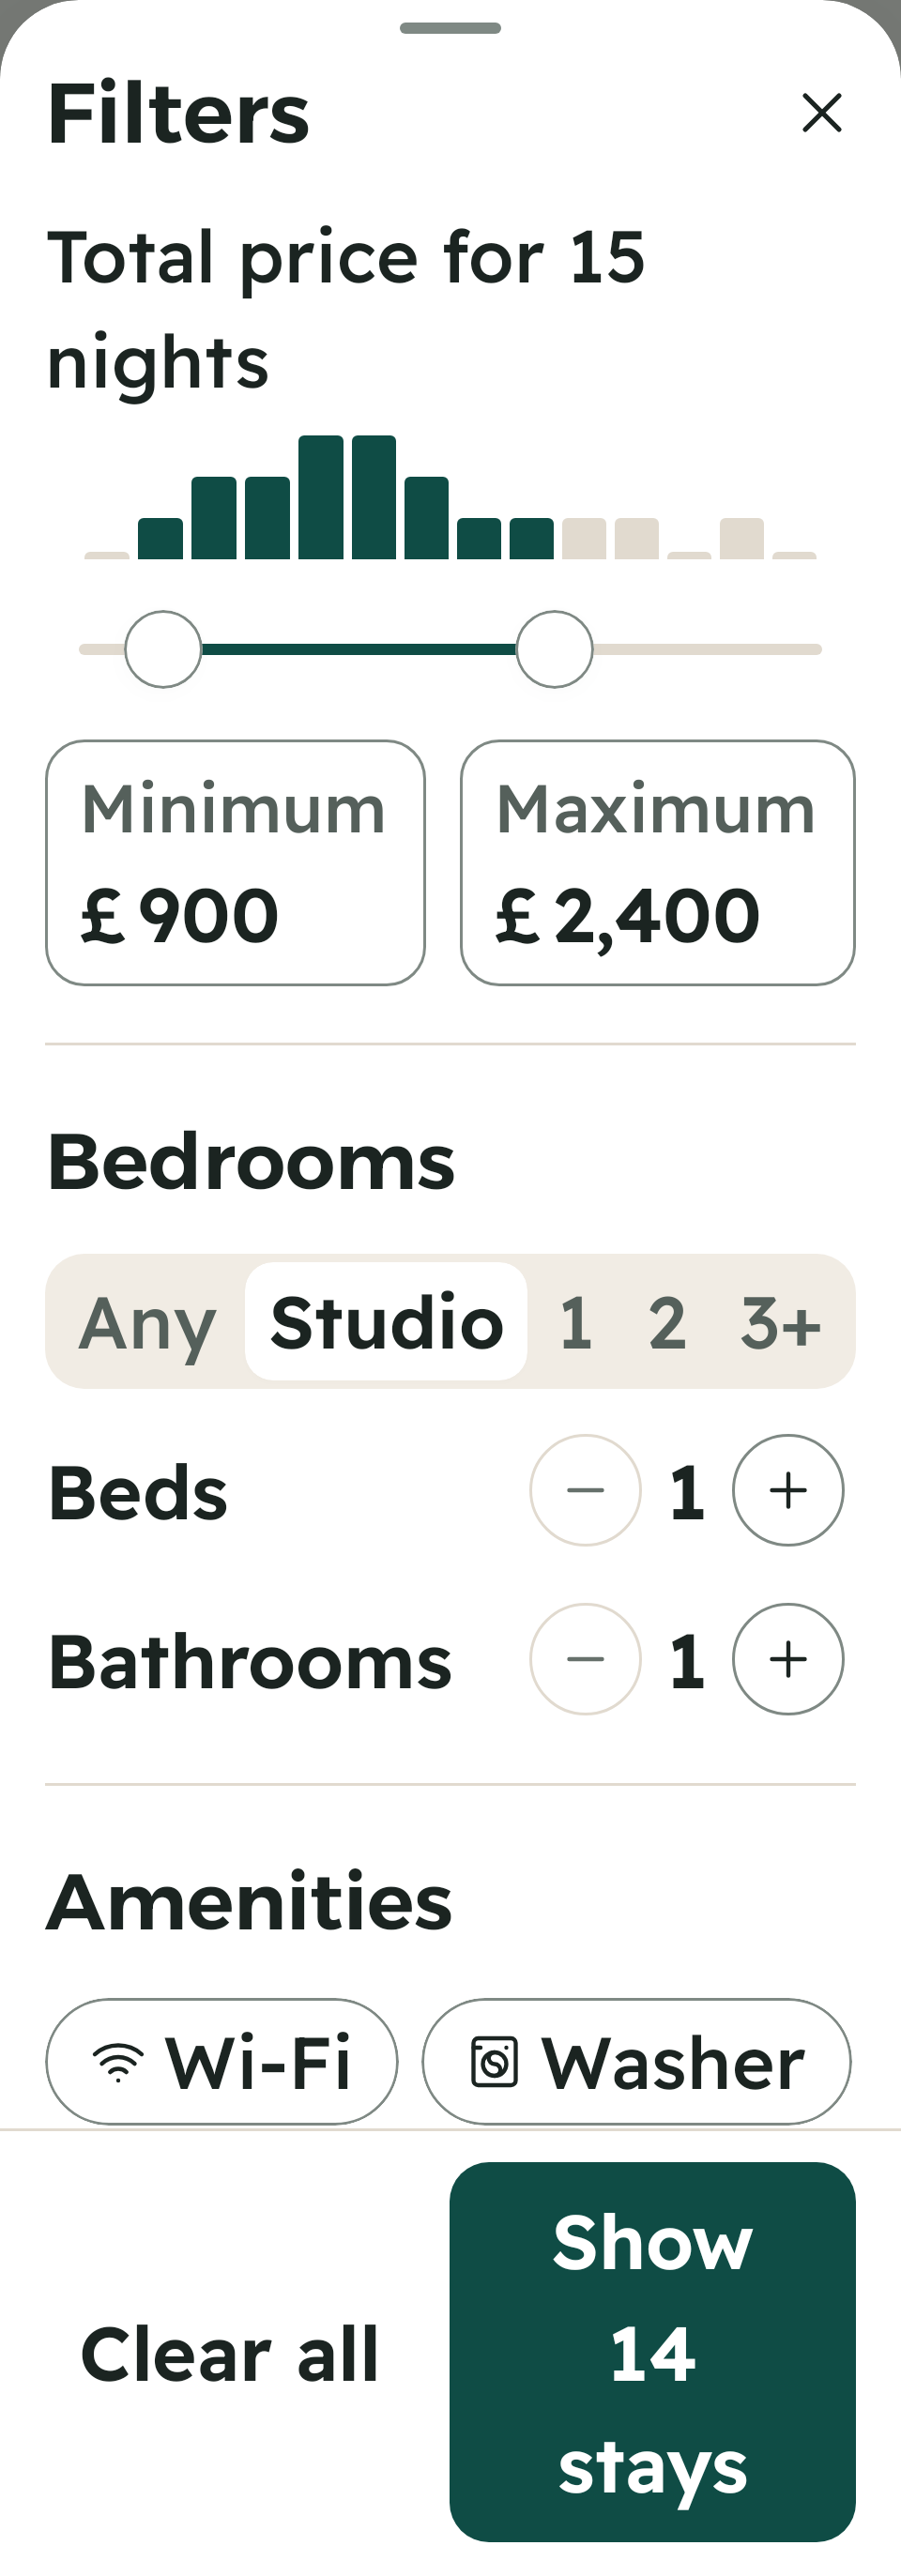 Filters
Total price for 15
nights
Minimum
£ 900
Maximum
£ 2,400
Bedrooms
Any Studio 1 2 3+
Beds 1
Bathrooms 1
Amenities
Wi-Fi Washer
Clear all
Show
14
stays